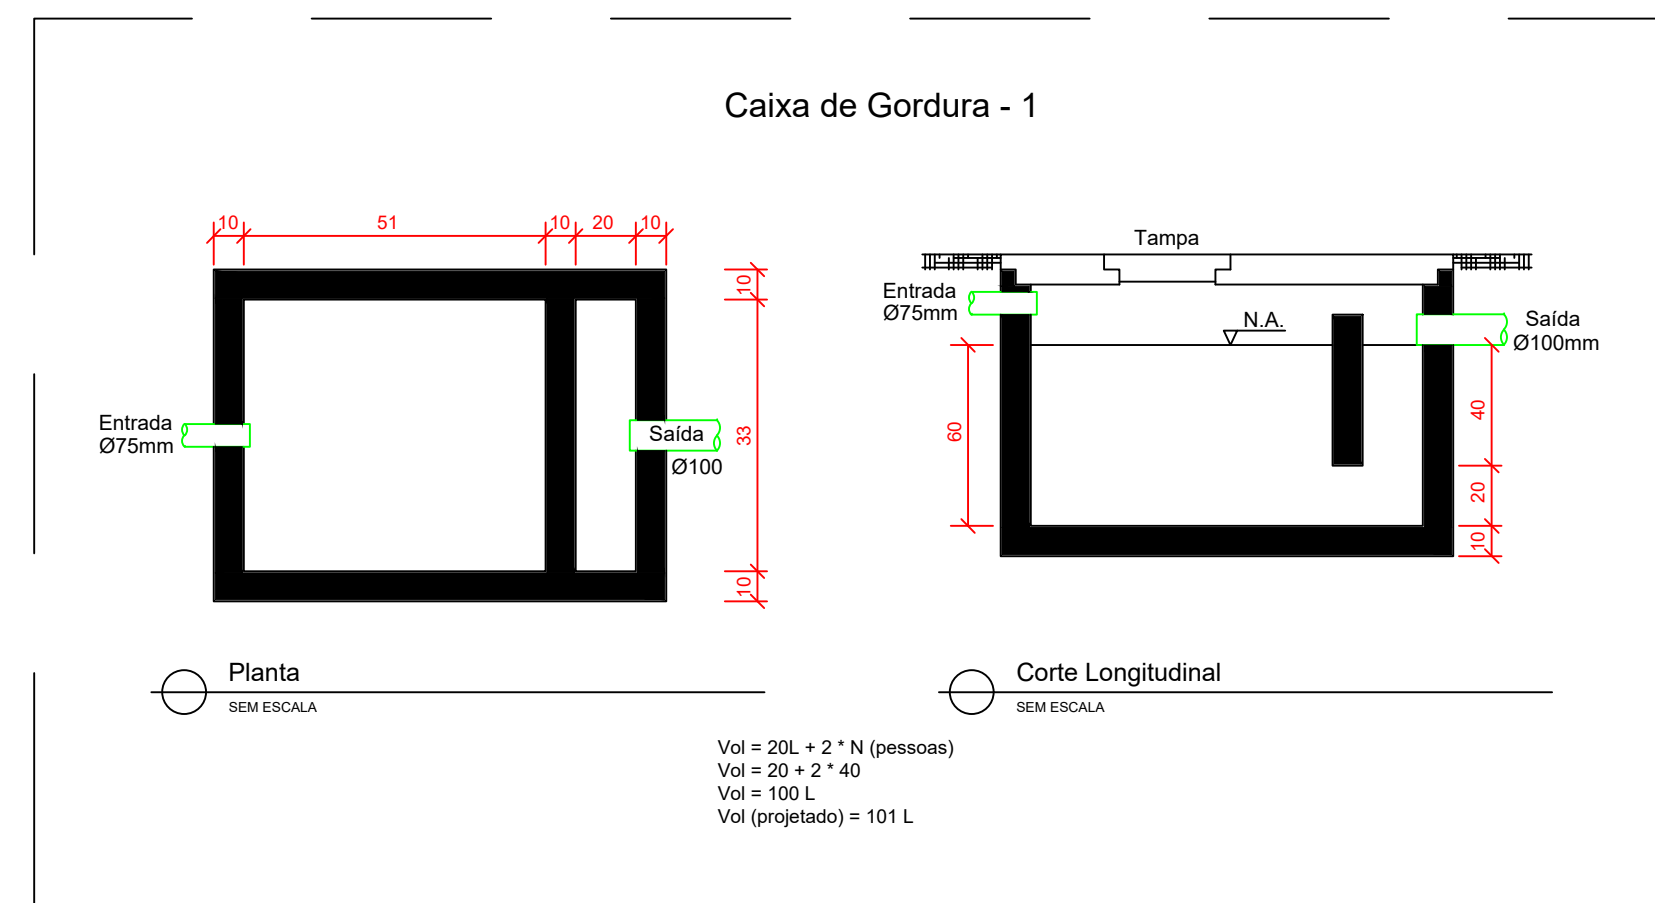 Caixa de Gordura - 1
10 51 10 20 10
10
33
10
Entrada
Ø75mm
Saída
Ø100
Tampa
Entrada
Ø75mm
N.A.
Saída
Ø100mm
60
40
20
10
Planta
SEM ESCALA
Corte Longitudinal
SEM ESCALA
Vol = 20L + 2 * N (pessoas)
Vol = 20 + 2 * 40
Vol = 100 L
Vol (projetado) = 101 L